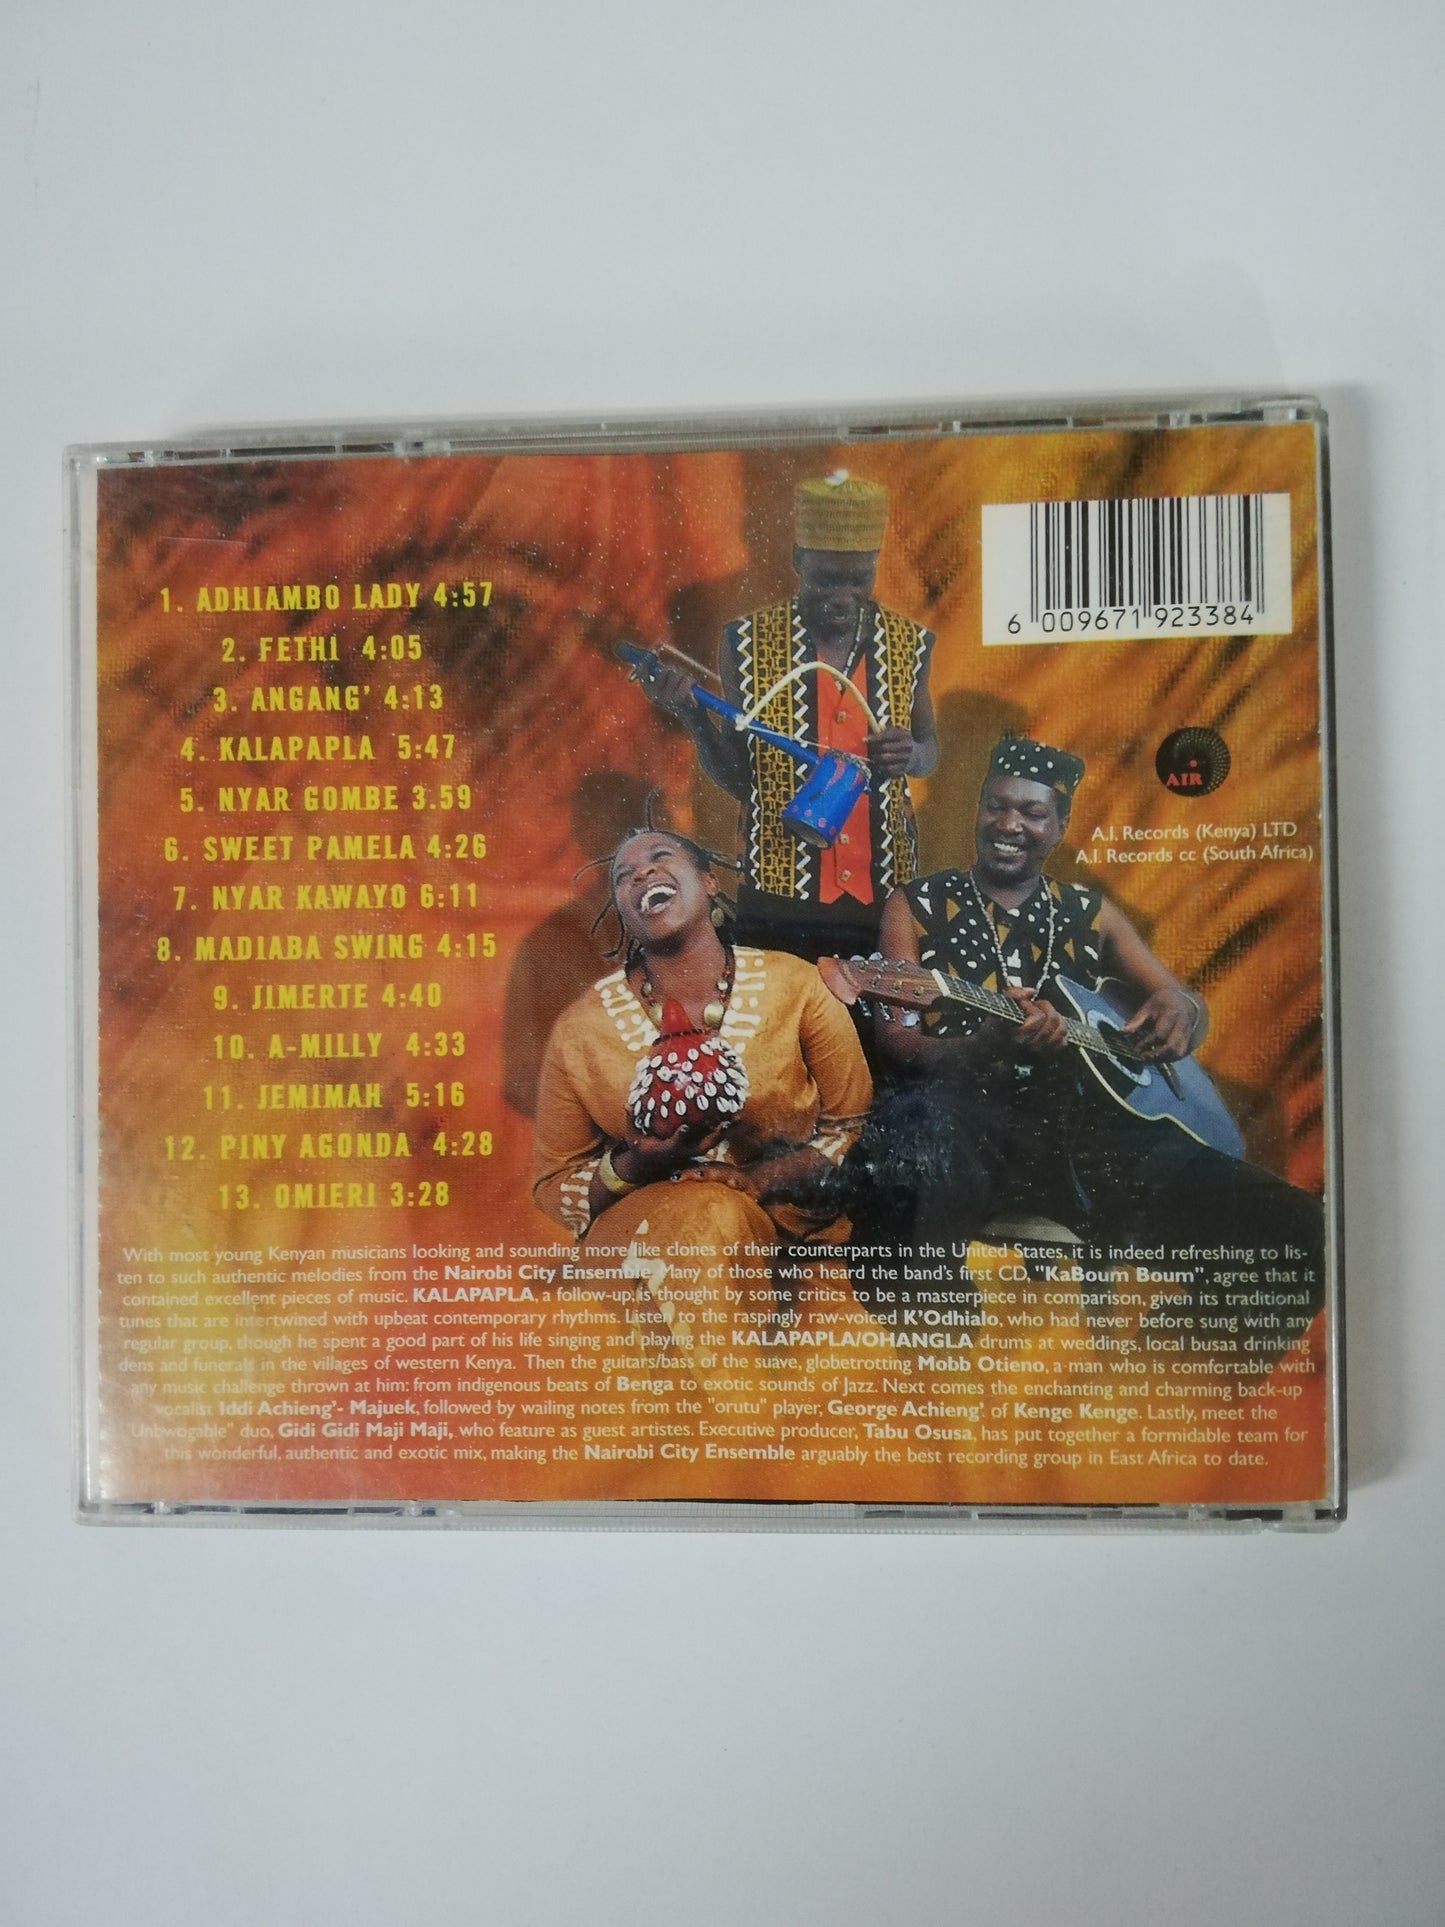 1. ADHIAMBO LADY 4:57
2. FETHI 4:05
3. ANGANG' 4:13
4. KALAPAPLA 5:47
5. NYAR GOMBE 3.59
6. SWEET PAMELA 4:26
7. NYAR KAWAYO 6:11
8. MADIABA SWING 4:15
9. JIMERTE 4:40
10. A-MILLY 4:33
11. JEMIMAH 5:16
12. PINY AGONDA 4:28
13. OMIERI 3:28
6 009671 923384
AIR
A.I. Records (Kenya) LTD
A.I. Records cc (South Africa)
With most young Kenyan musicians looking and sounding more like clones of their counterparts in the United States, it is indeed refreshing to lis-
ten to such authentic melodies from the Nairobi City Ensemble. Many of those who heard the band's first CD, "KaBoum Boum", agree that it
contained excellent pieces of music. KALAPAPLA, a follow-up, is thought by some critics to be a masterpiece in comparison, given its traditional
tunes that are intertwined with upbeat contemporary rhythms. Listen to the raspingly raw-voiced K'Odhialo, who had never before sung with any
regular group, though he spent a good part of his life singing and playing the KALAPAPLA/OHANGLA drums at weddings, local busaa drinking
dens and funerals in the villages of western Kenya. Then the guitars/bass of the suave, globetrotting Mobb Otieno, a man who is comfortable with
any music challenge thrown at him: from indigenous beats of Benga to exotic sounds of Jazz. Next comes the enchanting and charming back-up
vocalist Iddi Achieng'- Majuek, followed by wailing notes from the "orutu" player, George Achieng'. of Kenge Kenge. Lastly, meet the
"Unbwogable" duo, Gidi Gidi Maji Maji, who feature as guest artistes. Executive producer, Tabu Osusa, has put together a formidable team for
this wonderful, authentic and exotic mix, making the Nairobi City Ensemble arguably the best recording group in East Africa to date.